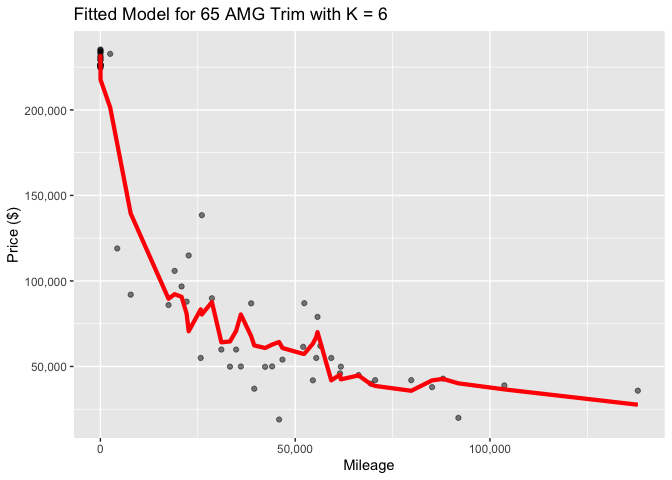 Fitted Model for 65 AMG Trim with K = 6
Price ($)
200,000
150,000
100,000
50,000
0 50,000 100,000
Mileage